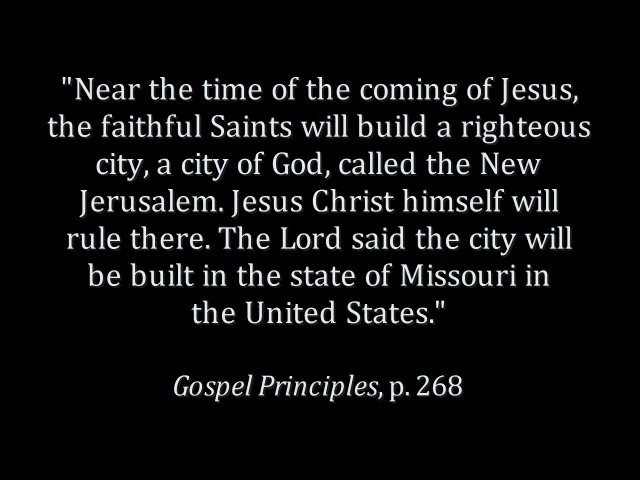 "Near the time of the coming of Jesus,
the faithful Saints will build a righteous
city, a city of God, called the New
Jerusalem. Jesus Christ himself will
rule there. The Lord said the city will
be built in the state of Missouri in
the United States."
Gospel Principles, p. 268